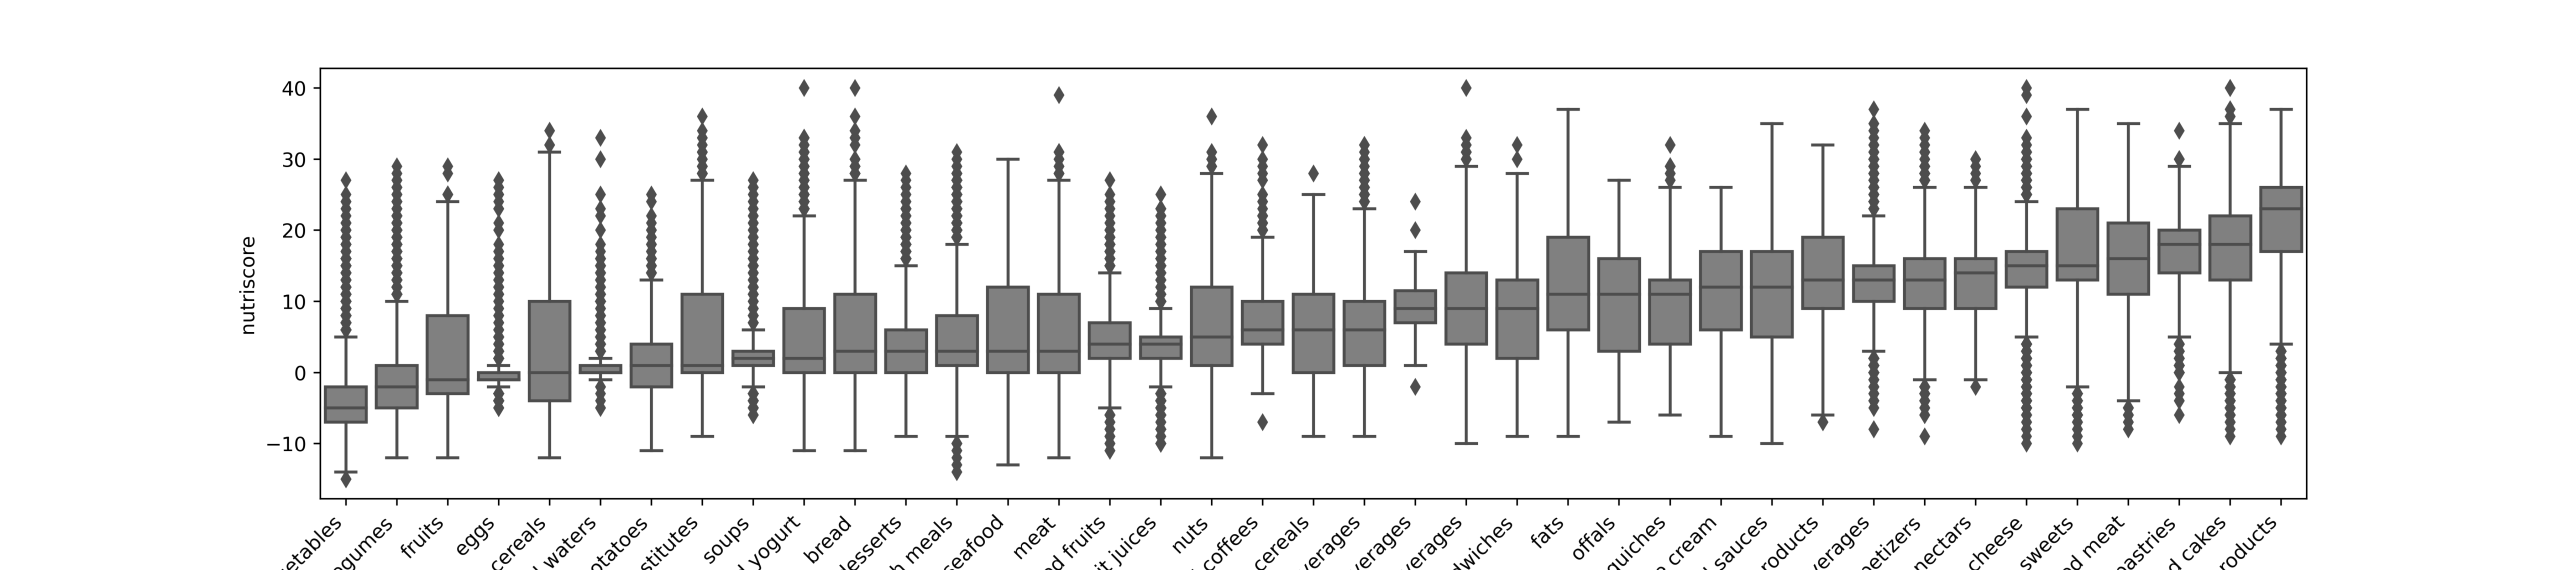 40
30
20
10
0
−10
nutriscore
etables
gumes
fruits
eggs
cereals
waters
otatoes
stitutes
soups
yogurt
bread
lesserts
meals
seafood
meat
fruits
juices
nuts
coffees
cereals
verages
verages
verages
dwiches
fats
offals
quiches
cream
sauces
roducts
verages
petizers
nectars
cheese
sweets
meat
pastries
cakes
roducts